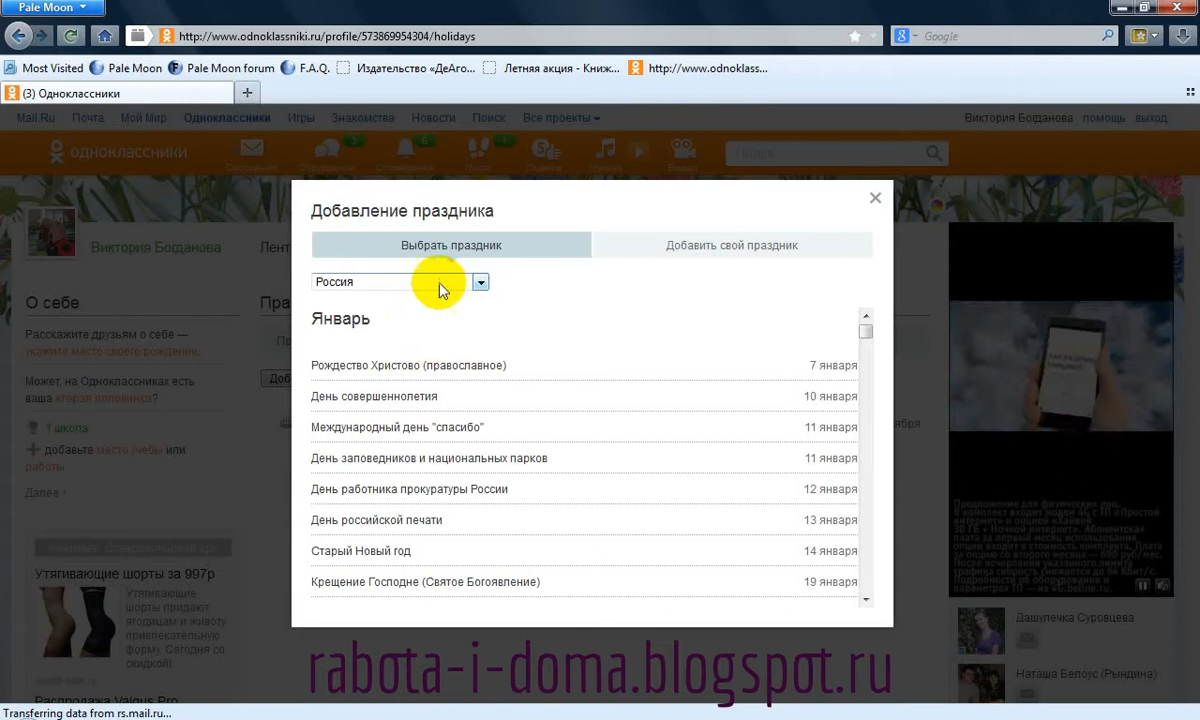 Pale Moon
http://www.odnoklassniki.ru/profile/573869954304/holidays
Google
Most Visited
Pale Moon
Pale Moon forum
F.A.Q.
Издательство «ДеАго...
Летняя акция - Книж...
http://www.odnoklass...
(3) Одноклассники
Mail.Ru Почта Мой Мир Одноклассники Игры Знакомства Новости Поиск Все проекты
Виктория Богданова помощь выход
одноклассники
Виктория Богданова
О себе
Расскажите друзьям о себе —
укажите место своего рождения.
Может, на Одноклассниках есть
ваша вторая половинка?
1 школа
добавьте место учебы или
работы
Далее
Добавление праздника
Выбрать праздник
Добавить свой праздник
Россия
Январь
Рождество Христово (православное) 7 января
День совершеннолетия 10 января
Международный день "спасибо" 11 января
День заповедников и национальных парков 11 января
День работника прокуратуры России 12 января
День российской печати 13 января
Старый Новый год 14 января
Крещение Господне (Святое Богоявление) 19 января
Утягивающие шорты за 997р
Утягивающие
шорты придают
ягодицам и животу
привлекательную
форму. Сегодня со
скидкой!
Распродажа Valgus Pro
Дашулечка Суровцева
Наташа Белоус (Рындина)
rabota-i-doma.blogspot.ru
Transferring data from rs.mail.ru...